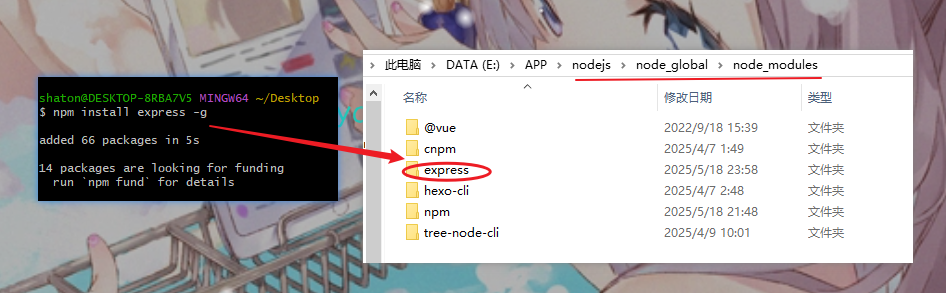 shaton@DESKTOP-8RBA7V5 MINGW64 ~/Desktop
$ npm install express -g
added 66 packages in 5s
14 packages are looking for funding
run `npm fund` for details
此电脑 > DATA (E:) > APP > nodejs > node_global > node_modules
名称 修改日期 类型
@vue 2022/9/18 15:39 文件夹
cnpm 2025/4/7 1:49 文件夹
express 2025/5/18 23:58 文件夹
hexo-cli 2025/4/7 2:48 文件夹
npm 2025/5/18 21:48 文件夹
tree-node-cli 2025/4/9 10:01 文件夹